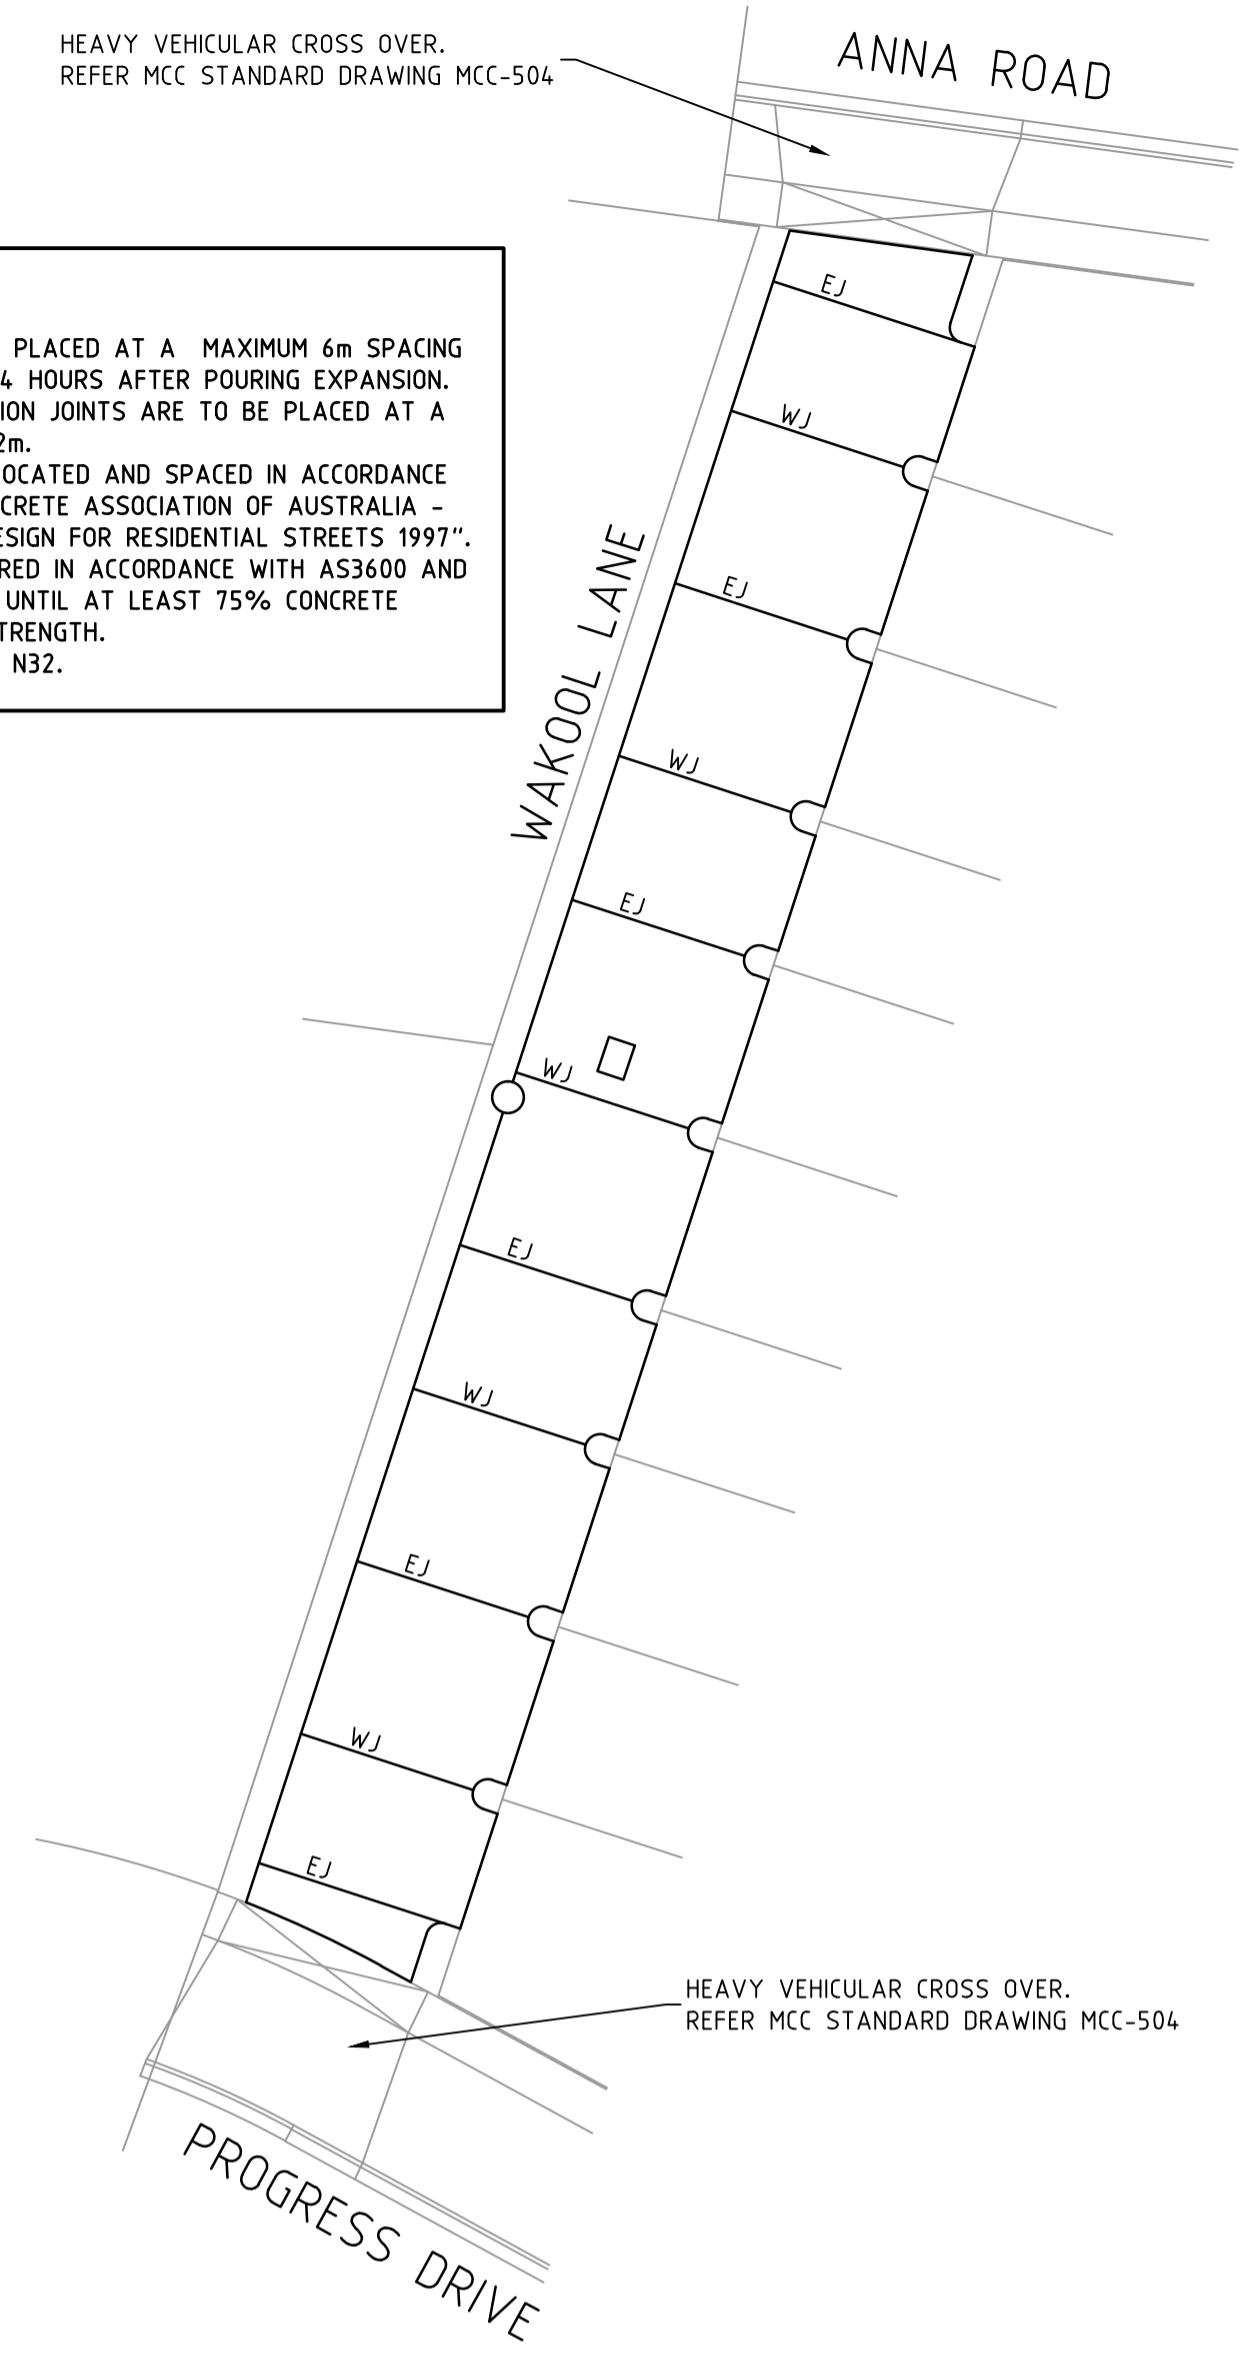 HEAVY VEHICULAR CROSS OVER.
REFER MCC STANDARD DRAWING MCC-504
ANNA ROAD
PLACED AT A MAXIMUM 6m SPACING
4 HOURS AFTER POURING EXPANSION.
ION JOINTS ARE TO BE PLACED AT A
2m.
OCATED AND SPACED IN ACCORDANCE
CRETE ASSOCIATION OF AUSTRALIA -
ESIGN FOR RESIDENTIAL STREETS 1997".
RED IN ACCORDANCE WITH AS3600 AND
UNTIL AT LEAST 75% CONCRETE
TRENGTH.
N32.
EJ
WJ
EJ
WAKOOL LANE
WJ
EJ
WJ
EJ
WJ
EJ
WJ
EJ
HEAVY VEHICULAR CROSS OVER.
REFER MCC STANDARD DRAWING MCC-504
PROGRESS DRIVE